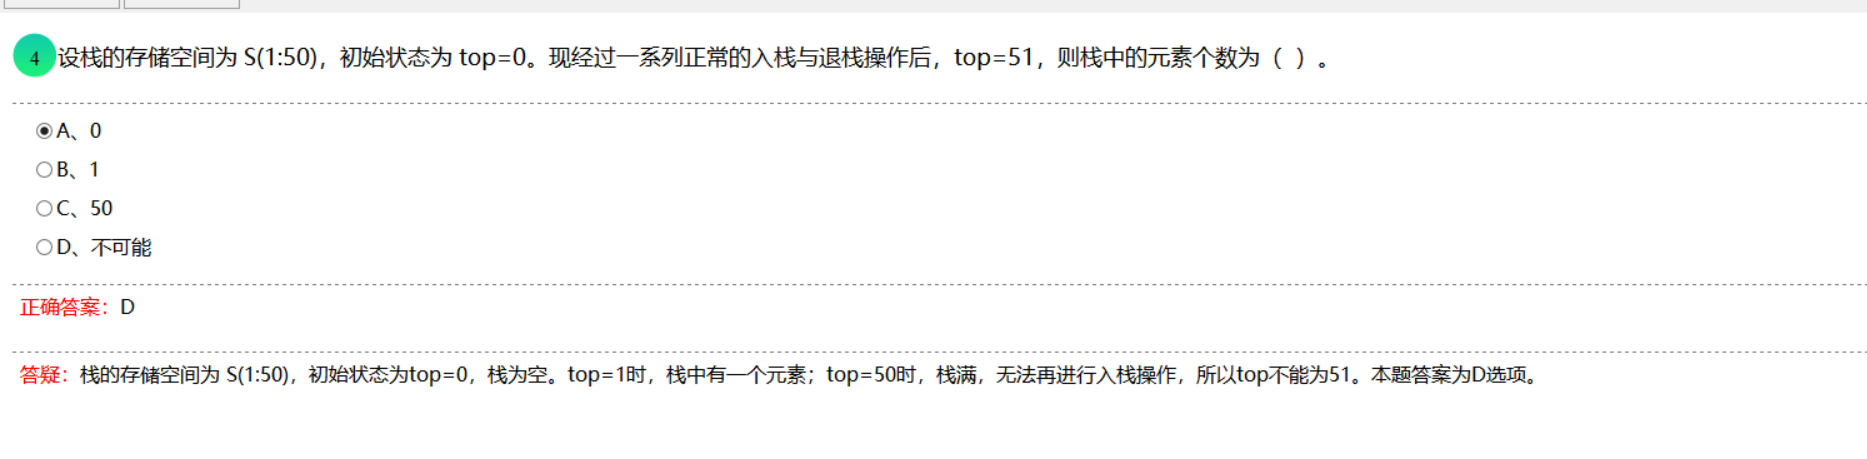 4 设栈的存储空间为 S(1:50)，初始状态为 top=0。现经过一系列正常的入栈与退栈操作后，top=51，则栈中的元素个数为（ ）。
A、0
B、1
C、50
D、不可能
正确答案：D
答疑：栈的存储空间为 S(1:50)，初始状态为top=0，栈为空。top=1时，栈中有一个元素；top=50时，栈满，无法再进行入栈操作，所以top不能为51。本题答案为D选项。